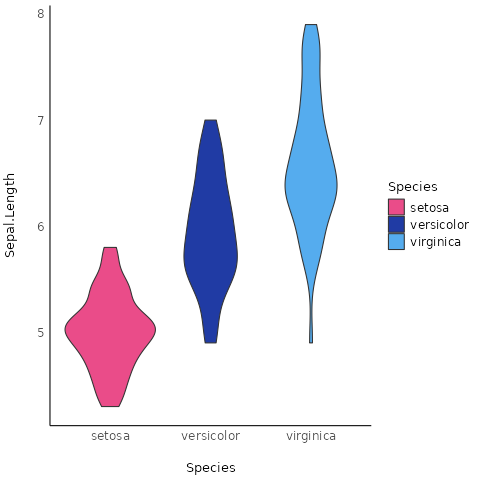 8
7
6
5
Sepal.Length
setosa versicolor virginica
Species
Species
setosa
versicolor
virginica